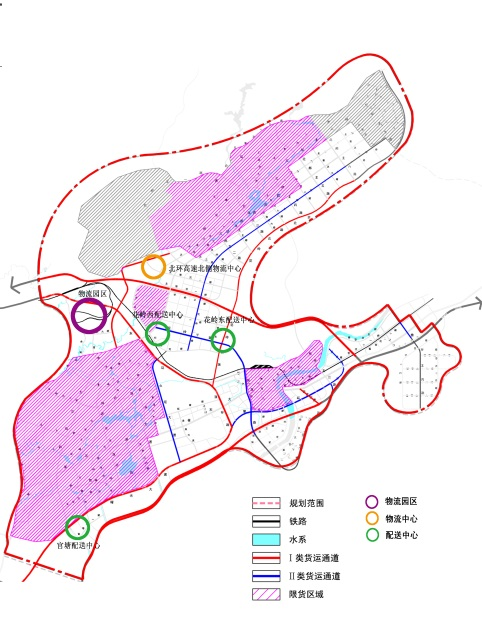 北环高速北侧物流中心
物流园区
花岭西配送中心
花岭东配送中心
官塘配送中心
规划范围
铁路
水系
I 类货运通道
II 类货运通道
限货区域
物流园区
物流中心
配送中心